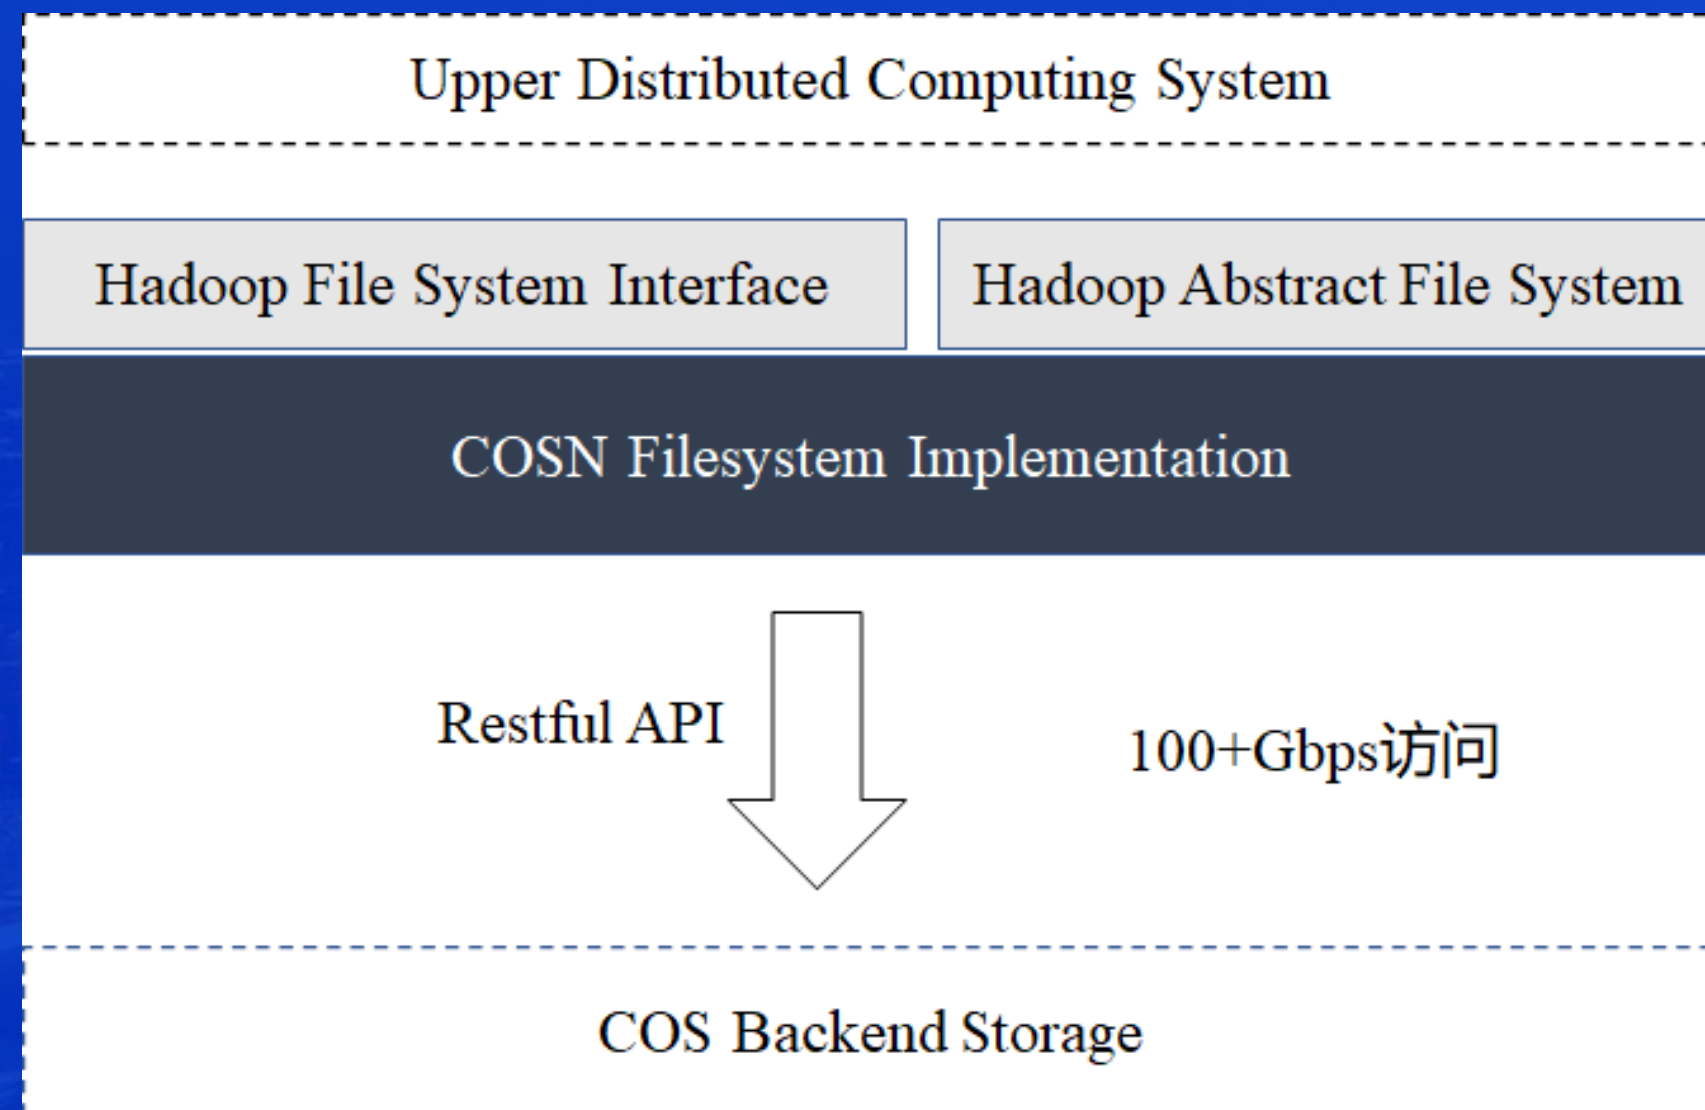 Upper Distributed Computing System
Hadoop File System Interface
Hadoop Abstract File System
COSN Filesystem Implementation
Restful API
100+Gbps访问
COS Backend Storage